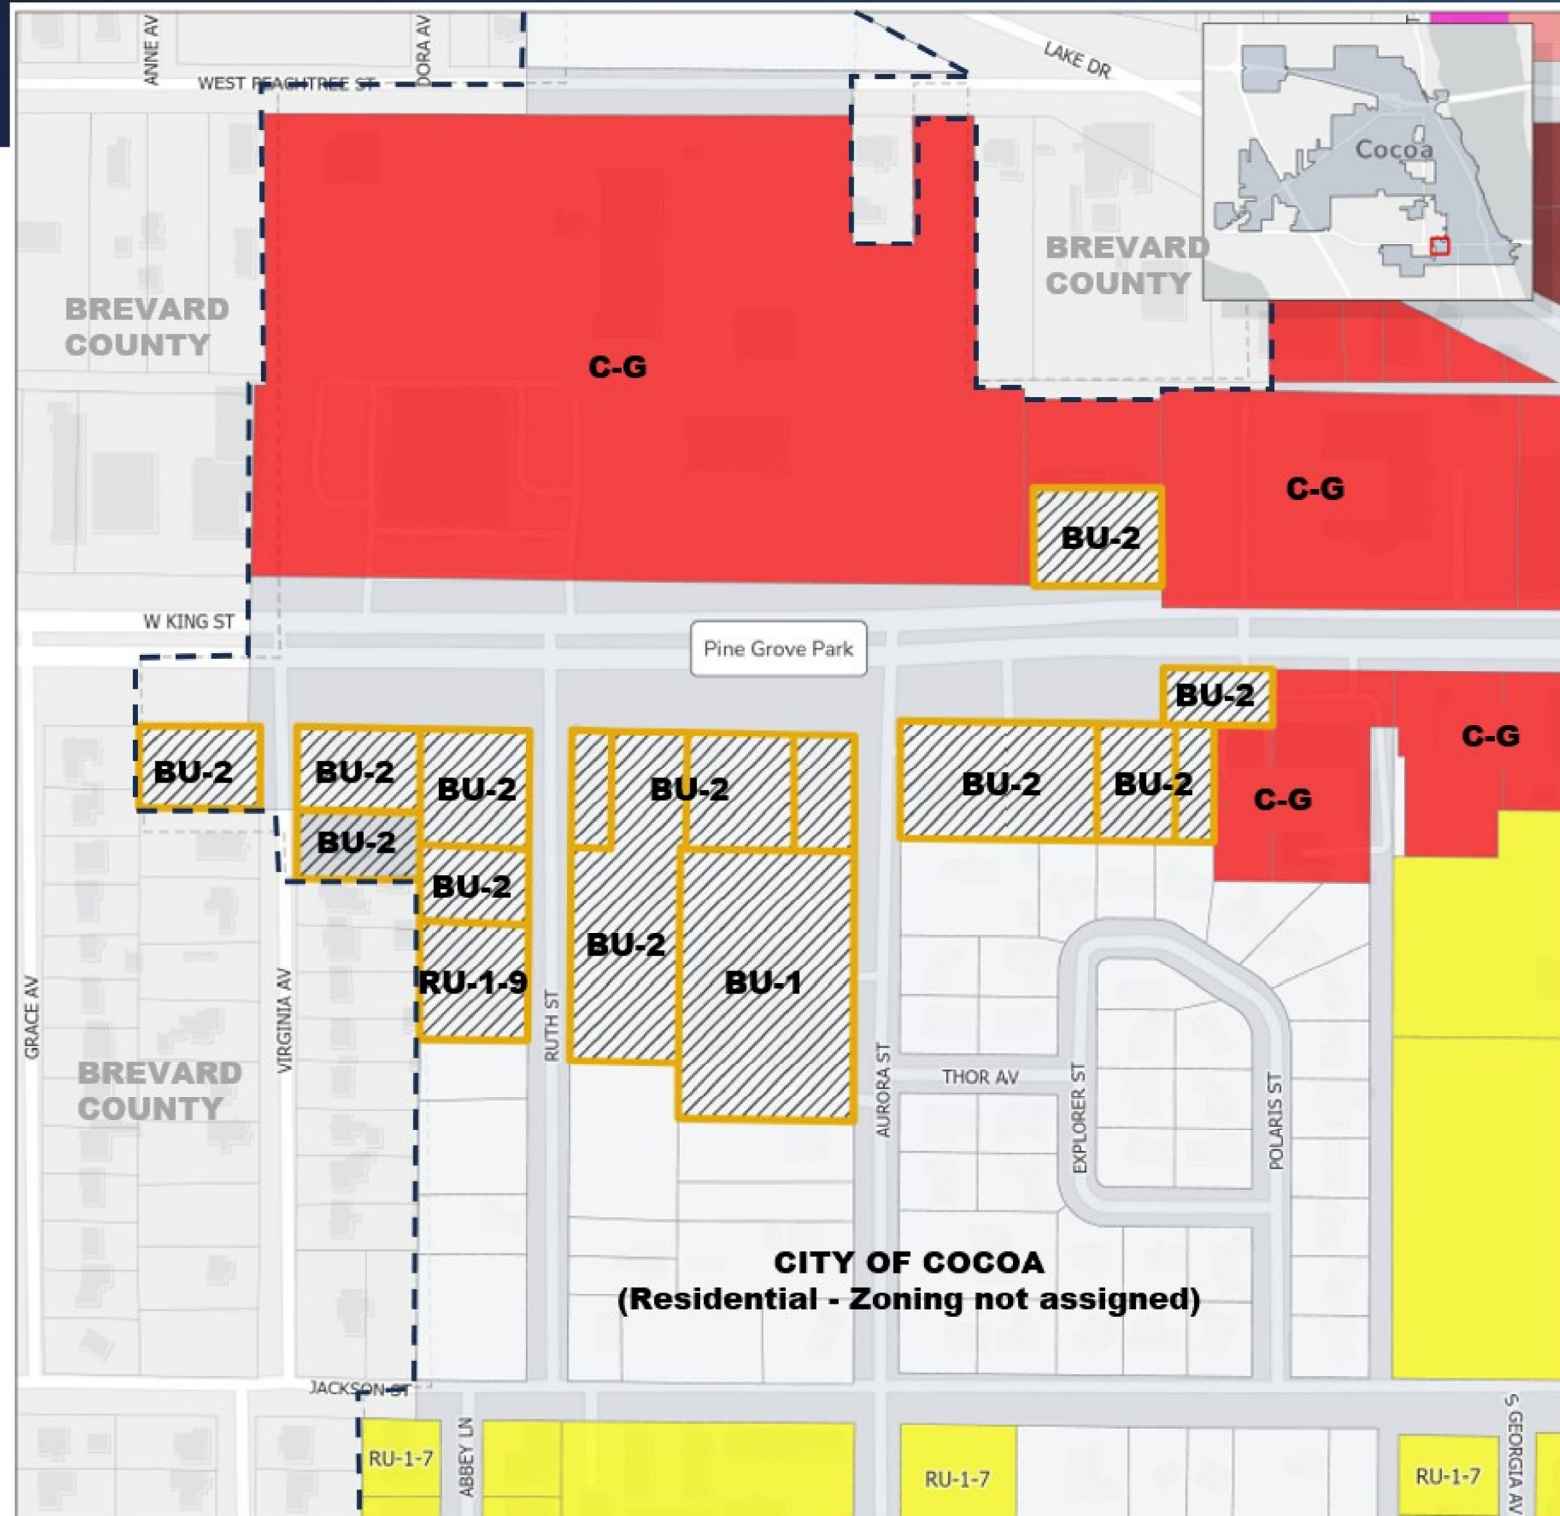 ANNE AV
DORA AV
WEST PEACHTREE ST
LAKE DR
Cocoa
BREVARD
COUNTY
BREVARD
COUNTY
C-G
C-G
BU-2
W KING ST
Pine Grove Park
BU-2
C-G
BU-2
BU-2
BU-2
BU-2
BU-2
BU-2
C-G
BU-2
BU-2
BU-2
RU-1-9
BU-1
GRACE AV
VIRGINIA AV
RUTH ST
AURORA ST
THOR AV
EXPLORER ST
POLARIS ST
BREVARD
COUNTY
CITY OF COCOA
(Residential - Zoning not assigned)
JACKSON ST
RU-1-7
ABBEY LN
RU-1-7
RU-1-7
S GEORGIA AV